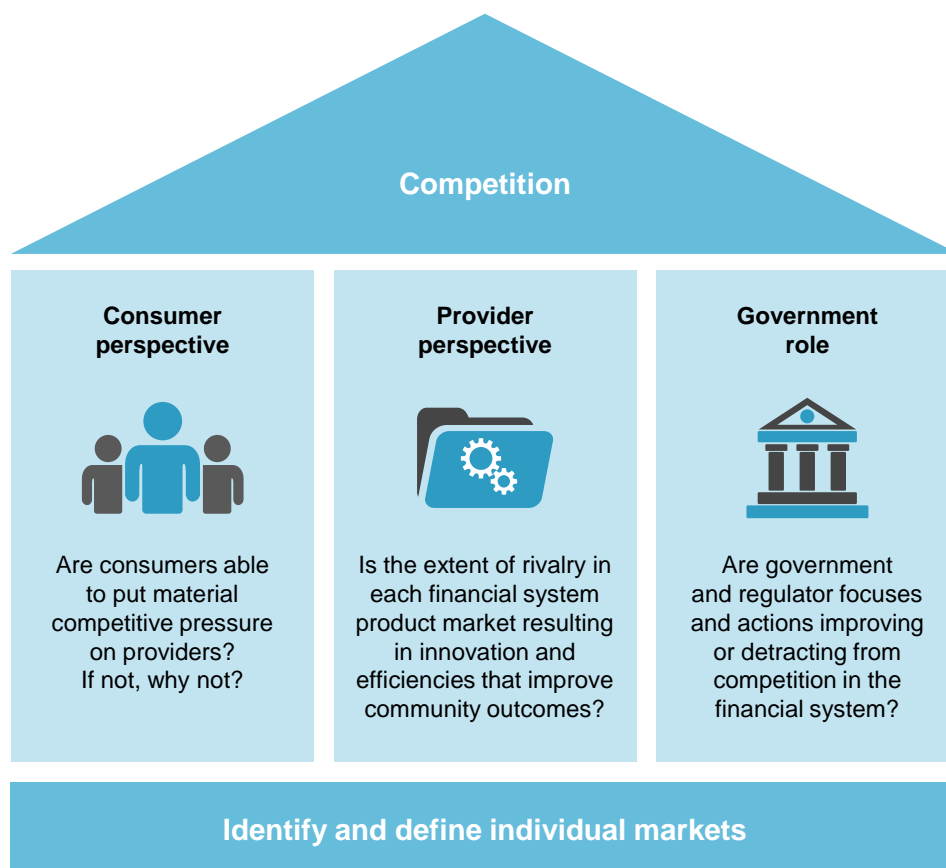 Competition
Consumer
perspective
Are consumers able
to put material
competitive pressure
on providers?
If not, why not?
Provider
perspective
Is the extent of rivalry in
each financial system
product market resulting
in innovation and
efficiencies that improve
community outcomes?
Government
role
Are government
and regulator focuses
and actions improving
or detracting from
competition in the
financial system?
Identify and define individual markets